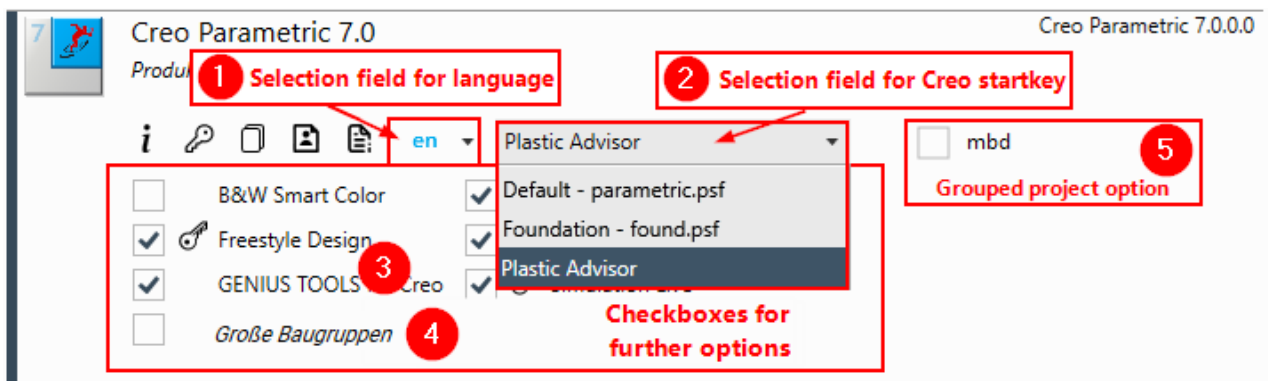 7
Creo Parametric 7.0
Creo Parametric 7.0.0.0
Produ
1 Selection field for language
2 Selection field for Creo startkey
i
en
Plastic Advisor
mbd
5
Grouped project option
B&W Smart Color
Default - parametric.psf
Freestyle Design
Foundation - found.psf
GENIUS TOOLS
3
Creo
Plastic Advisor
Große Baugruppen
4
Checkboxes for
further options